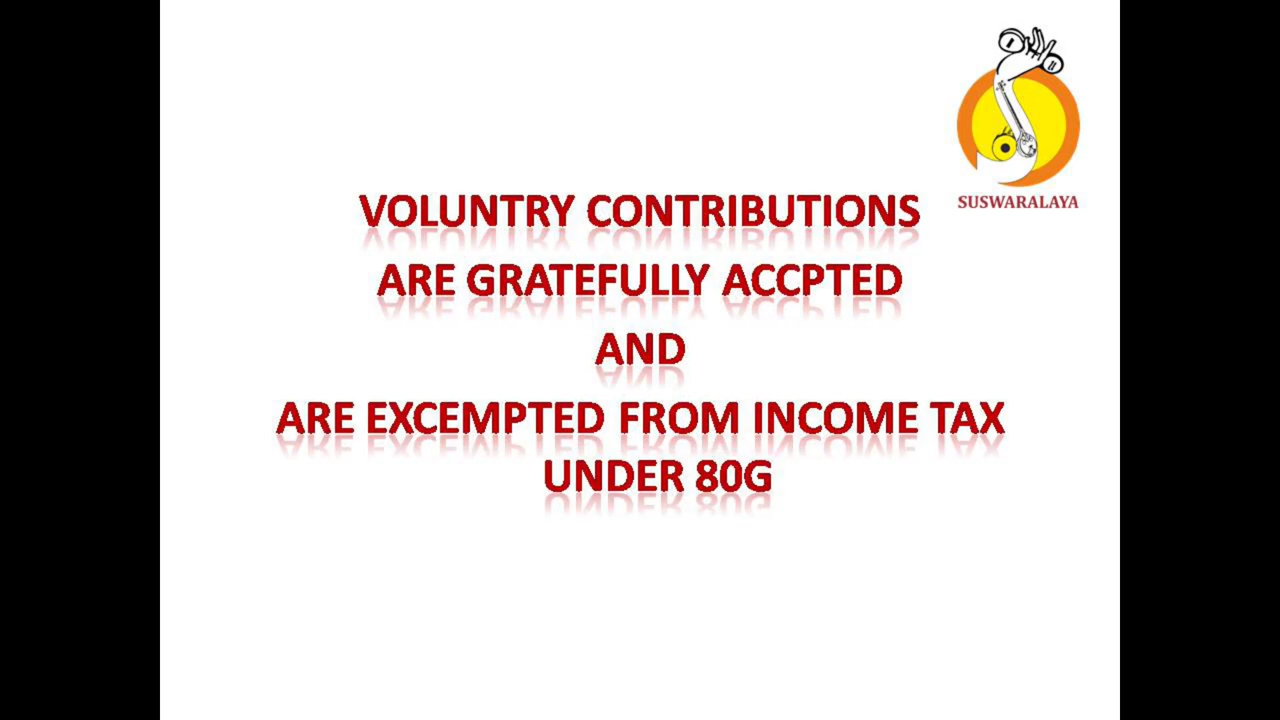 SUSWARALAYA
VOLUNTRY CONTRIBUTIONS
ARE GRATEFULLY ACCPTED
AND
ARE EXCEMPTED FROM INCOME TAX
UNDER 80G